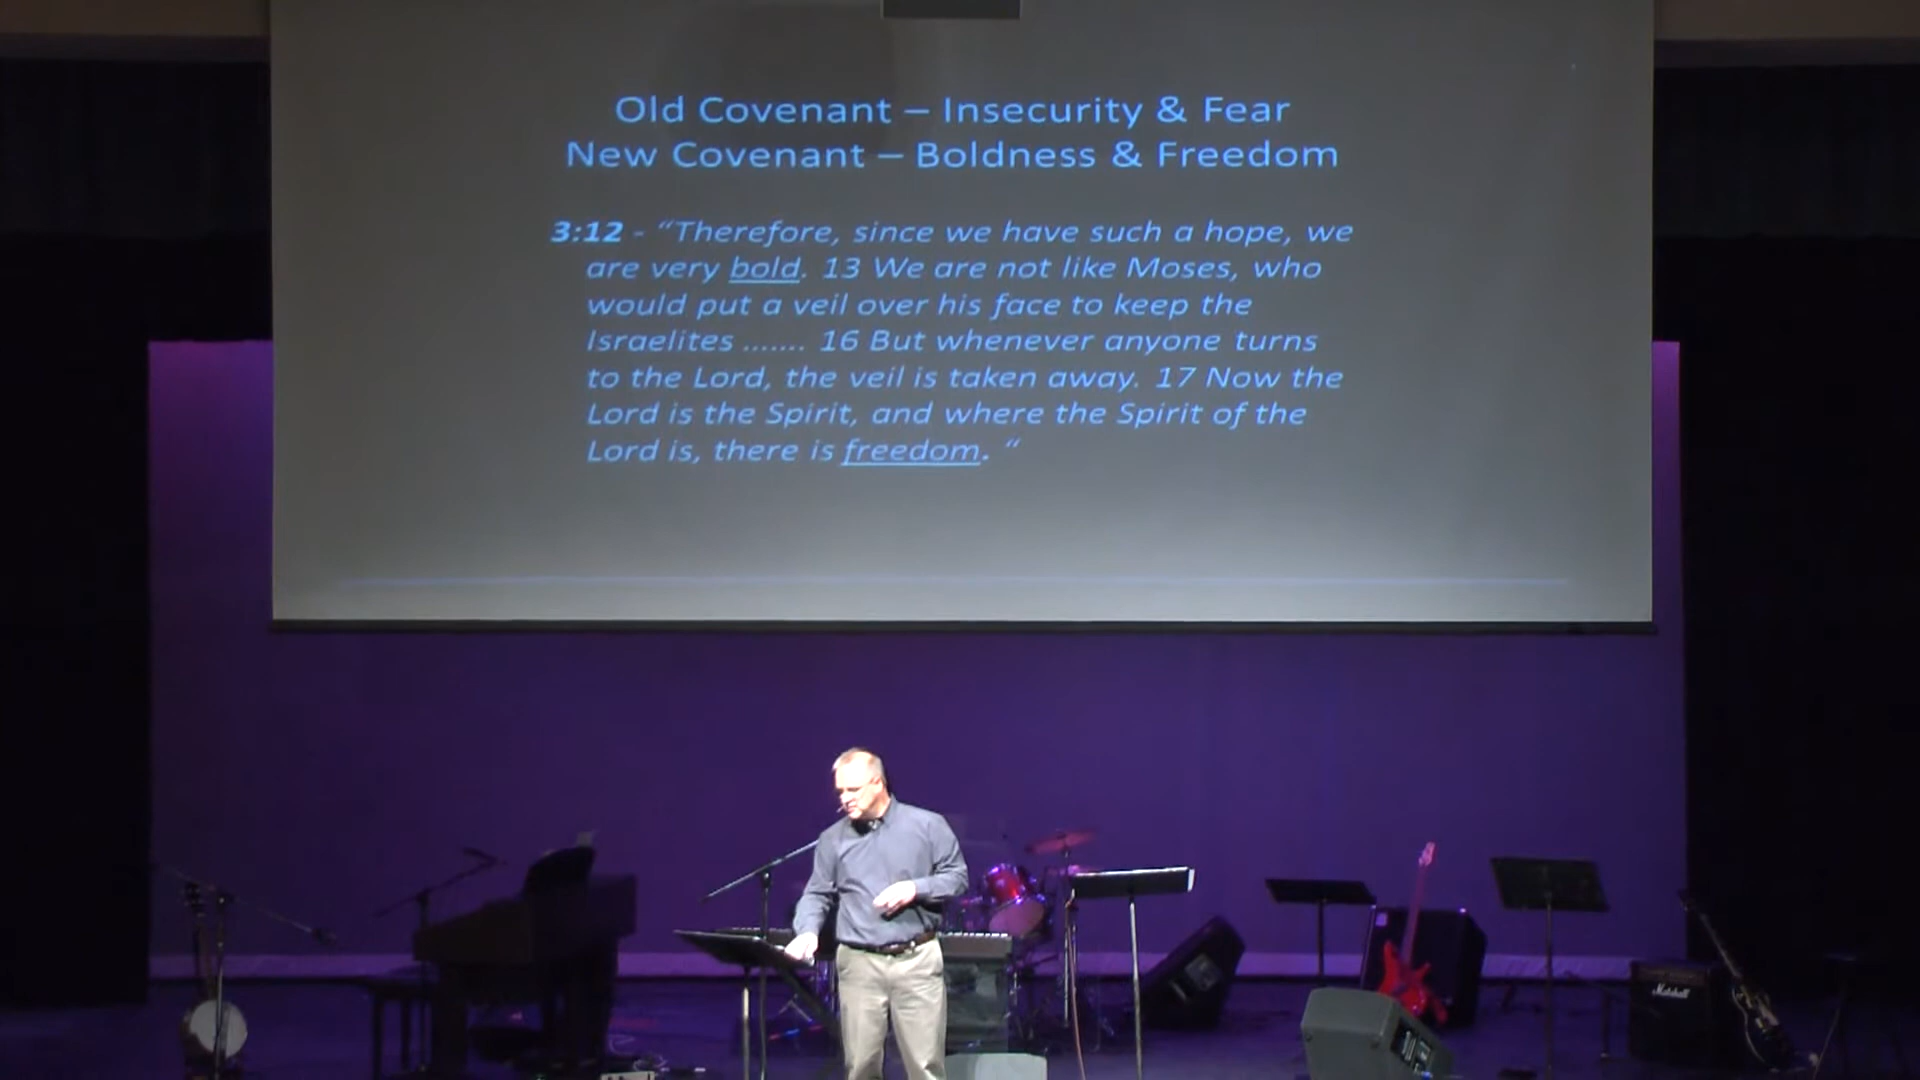 Old Covenant – Insecurity & Fear
New Covenant – Boldness & Freedom
3:12 - “Therefore, since we have such a hope, we
are very bold. 13 We are not like Moses, who
would put a veil over his face to keep the
Israelites ....... 16 But whenever anyone turns
to the Lord, the veil is taken away. 17 Now the
Lord is the Spirit, and where the Spirit of the
Lord is, there is freedom. “
Marshall